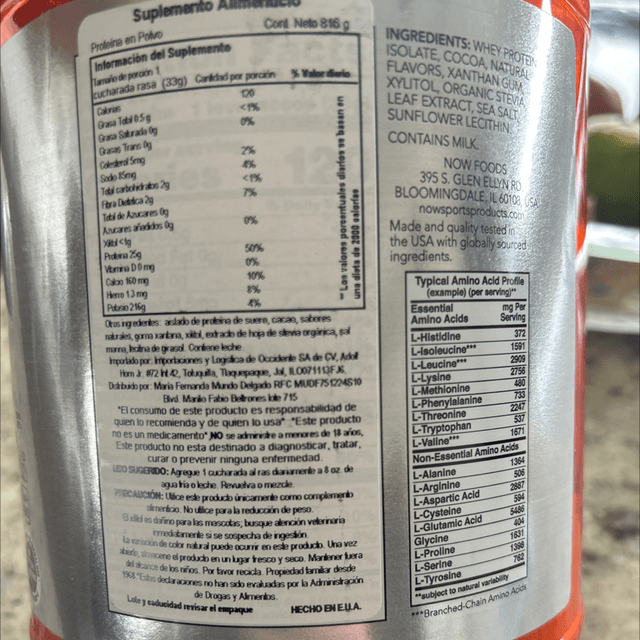 Suplemento Alimenticio
Proteína en Polvo Cont. Neto 816 g
Información del Suplemento
Tamaño de porción 1
cucharada rasa (33g) Cantidad por porción % Valor diario
Calorías 120
Grasa Total 0.5 g <1%
Grasa Saturada 0g 0%
Grasas Trans 0g
Colesterol 5mg 2%
Sodio 85mg 4%
Total carbohidratos 2g <1%
Fibra Dietética 2g 7%
Total de Azucares 0g
Azucares añadidos 0g 0%
Xilitol <1g
Proteína 25g 50%
Vitamina D 0 mg 0%
Calcio 160 mg 10%
Hierro 1.3 mg 8%
Potasio 216g 4%
**Los valores porcentuales diarios se basan en
una dieta de 2000 calorías
Otros ingredientes: aislado de proteína de suero, cacao, sabores
naturales, goma xantana, xilitol, extracto de hoja de stevia orgánica, sal
marina, lecitina de girasol. Contiene leche.
Importado por: Importaciones y Logística de Occidente SA de CV, Adolf
Horn Jr. #72 Int 42, Toluquilla, Tlaquepaque, Jal, ILO071113FJ6.
Distribuido por: María Fernanda Mundo Delgado RFC MUDF751224S10
Blvd. Manlio Fabio Beltrones lote 715
"El consumo de este producto es responsabilidad de
quien lo recomienda y de quien lo usa" "Este producto
no es un medicamento" NO se administre a menores de 18 años,
Este producto no esta destinado a diagnosticar, tratar,
curar o prevenir ninguna enfermedad.
USO SUGERIDO: Agregue 1 cucharada al ras diariamente a 8 oz. de
agua fría o leche. Revuelva o mezcle.
PRECAUCIÓN: Utilice este producto únicamente como complemento
alimenticio. No utilice para la reducción de peso.
El xilitol es dañino para las mascotas, busque atención veterinaria
inmediatamente si se sospecha de ingestión.
La variación de color natural puede ocurrir en este producto. Una vez
abierto, almacene el producto en un lugar fresco y seco. Mantener fuera
del alcance de los niños. Por favor recicla. Propiedad familiar desde
1968 "Estas declaraciones no han sido evaluadas por la Administración
de Drogas y Alimentos.
Lote y caducidad revisar el empaque HECHO EN E.U.A.
INGREDIENTS: WHEY PROTEIN
ISOLATE, COCOA, NATURAL
FLAVORS, XANTHAN GUM,
XYLITOL, ORGANIC STEVIA
LEAF EXTRACT, SEA SALT,
SUNFLOWER LECITHIN.
CONTAINS MILK.
NOW FOODS
395 S. GLEN ELLYN RD
BLOOMINGDALE, IL 60108, USA
nowsportsproducts.com
Made and quality tested in
the USA with globally sourced
ingredients.
Typical Amino Acid Profile
(example) (per serving)**
Essential mg Per
Amino Acids Serving
L-Histidine 372
L-Isoleucine*** 1591
L-Leucine*** 2909
L-Lysine 2756
L-Methionine 480
L-Phenylalanine 733
L-Threonine 2247
L-Tryptophan 537
L-Valine*** 1671
Non-Essential Amino Acids
L-Alanine 1364
L-Arginine 506
L-Aspartic Acid 2887
L-Cysteine 594
L-Glutamic Acid 5486
Glycine 404
L-Proline 1631
L-Serine 1398
L-Tyrosine 762
**subject to natural variability
***Branched-Chain Amino Acids